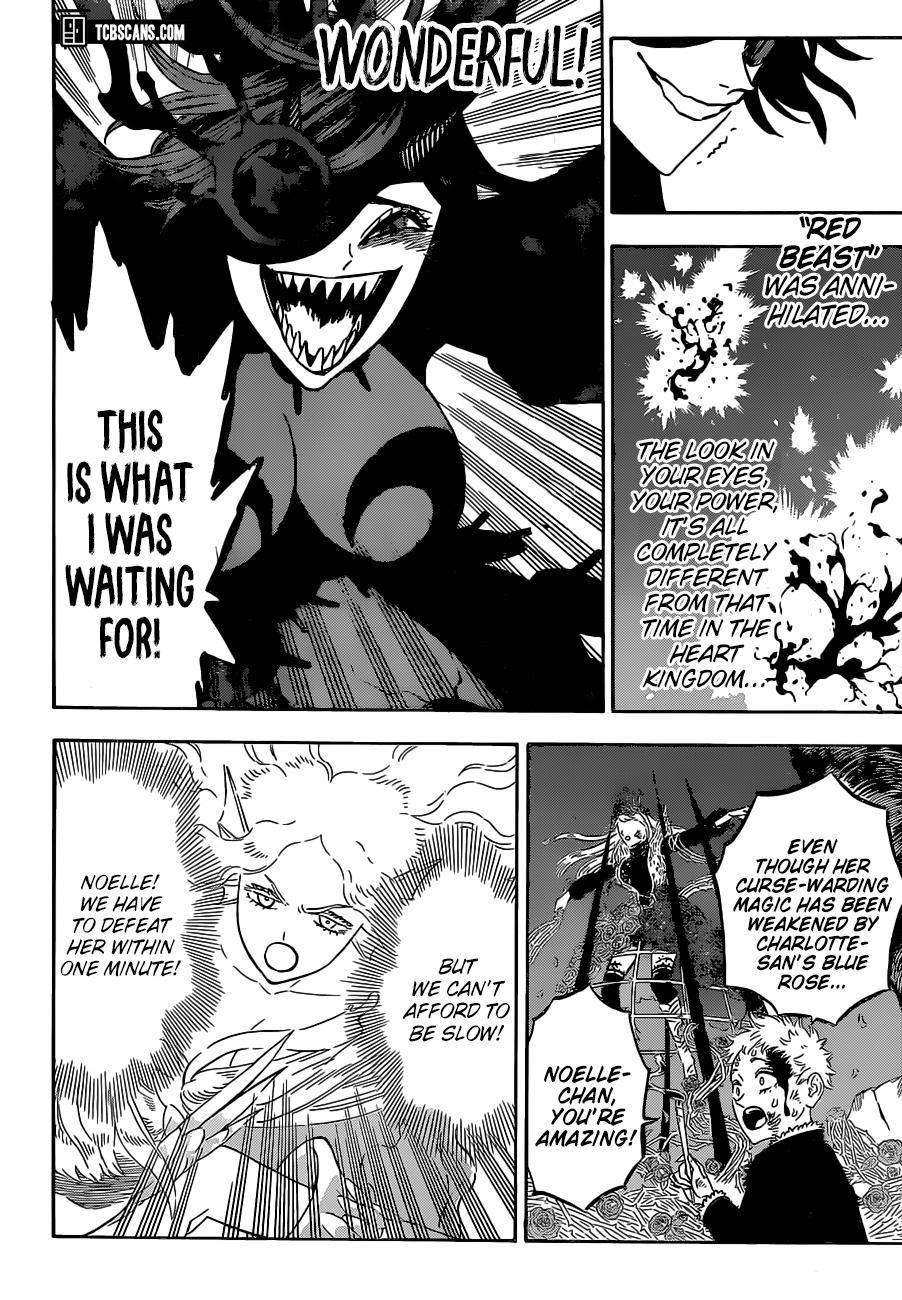 TCBSCANS.COM
"RED
BEAST"
WAS ANNI-
HILATED...
THE LOOK IN
YOUR EYES,
YOUR POWER,
IT'S ALL
COMPLETELY
DIFFERENT
FROM THAT
TIME IN THE
HEART
KINGDOM...
WONDERFUL!
THIS
IS WHAT
I WAS
WAITING
FOR!
EVEN
THOUGH HER
CURSE-WARDING
MAGIC HAS BEEN
WEAKENED BY
CHARLOTTE-
SAN'S BLUE
ROSE...
NOELLE-
CHAN,
YOU'RE
AMAZING!
BUT
WE CAN'T
AFFORD TO
BE SLOW!
NOELLE!
WE HAVE
TO DEFEAT
HER WITHIN
ONE MINUTE!